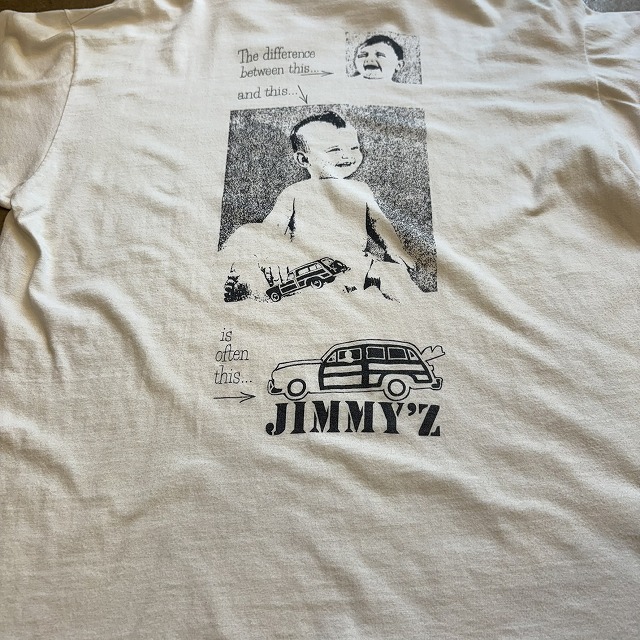 The difference
between this...
and this...
is
often
this...
JIMMY'Z